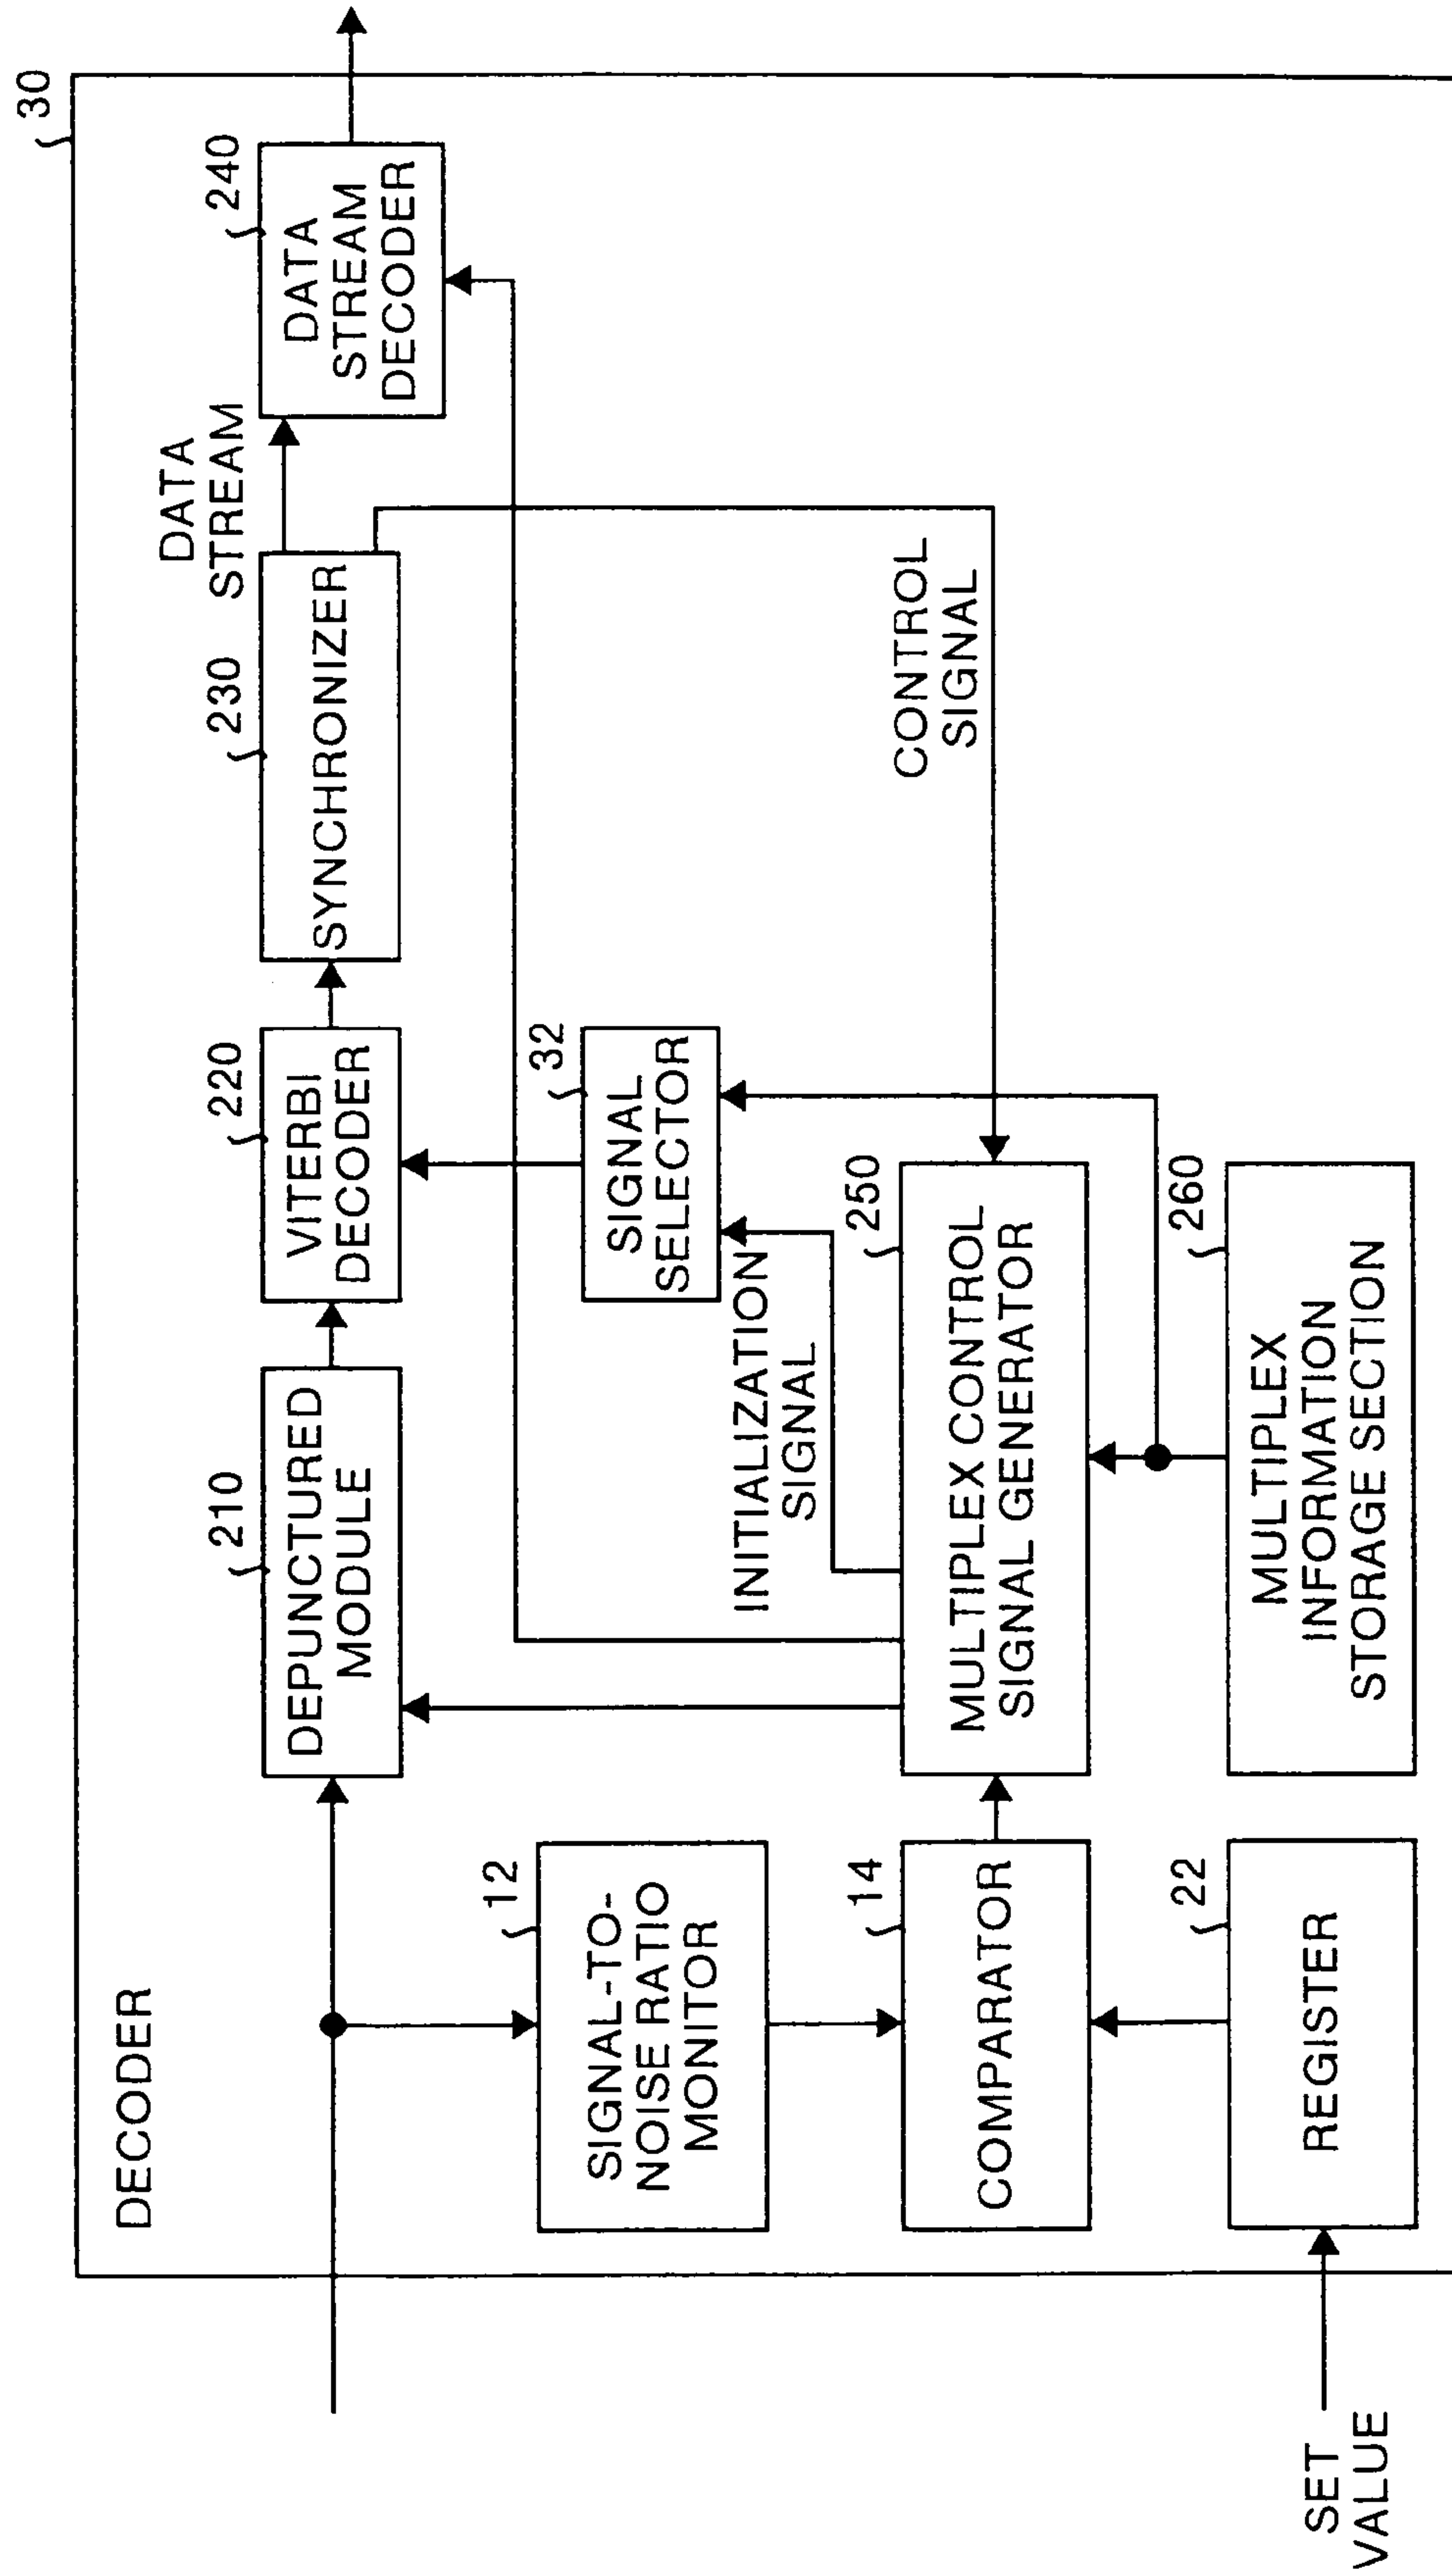 30
DECODER
210
DEPUNCTURED
MODULE
220
VITERBI
DECODER
230
SYNCHRONIZER
DATA
STREAM
240
DATA
STREAM
DECODER
12
SIGNAL-TO-
NOISE RATIO
MONITOR
32
SIGNAL
SELECTOR
INITIALIZATION
SIGNAL
CONTROL
SIGNAL
14
COMPARATOR
250
MULTIPLEX CONTROL
SIGNAL GENERATOR
SET
VALUE
22
REGISTER
260
MULTIPLEX
INFORMATION
STORAGE SECTION